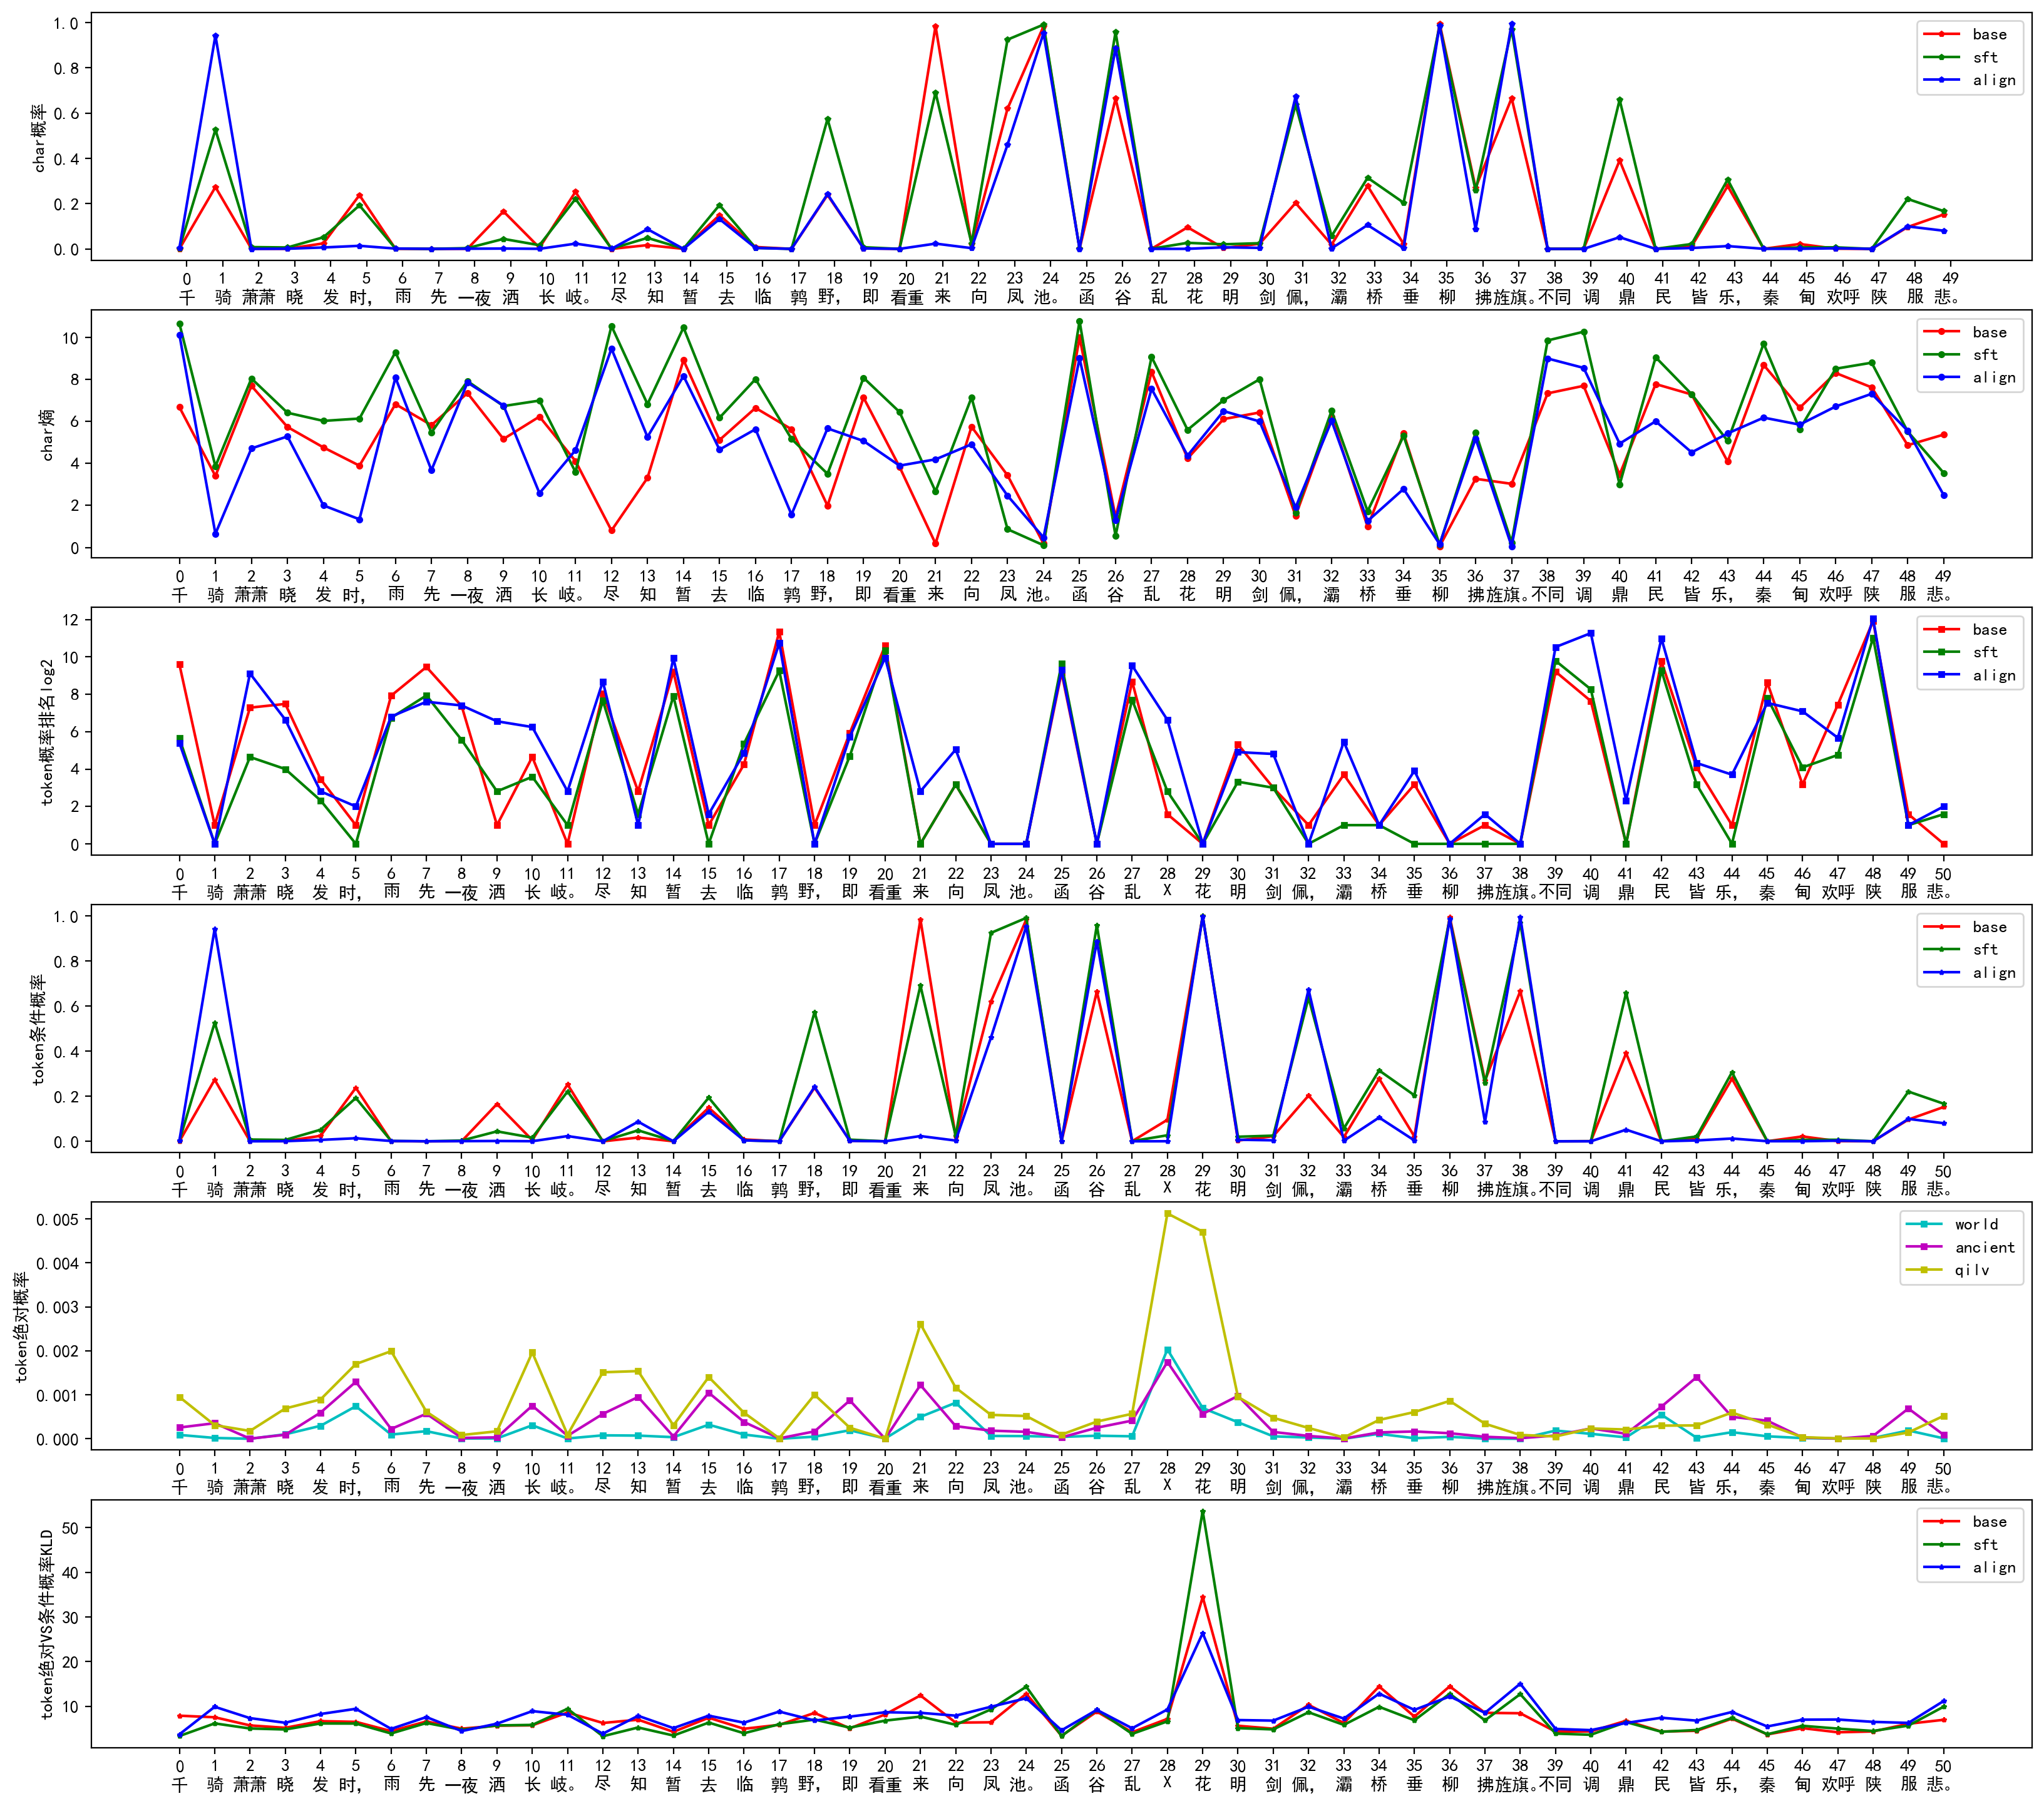 1.0
0.8
0.6
0.4
0.2
0.0
char概率
base
sft
align
0 1 2 3 4 5 6 7 8 9 10 11 12 13 14 15 16 17 18 19 20 21 22 23 24 25 26 27 28 29 30 31 32 33 34 35 36 37 38 39 40 41 42 43 44 45 46 47 48 49
千 骑 萧萧 晓 发 时, 雨 先 一夜 洒 长 岐。 尽 知 暂 去 临 鹑 野, 即 看重 来 向 凤 池。 函 谷 乱 花 明 剑 佩, 灞 桥 垂 柳 拂 旌旗。 不同 调 鼎 民 皆 乐, 秦 甸 欢呼 陕 服 悲。
10
8
6
4
2
0
char熵
base
sft
align
0 1 2 3 4 5 6 7 8 9 10 11 12 13 14 15 16 17 18 19 20 21 22 23 24 25 26 27 28 29 30 31 32 33 34 35 36 37 38 39 40 41 42 43 44 45 46 47 48 49
千 骑 萧萧 晓 发 时, 雨 先 一夜 洒 长 岐。 尽 知 暂 去 临 鹑 野, 即 看重 来 向 凤 池。 函 谷 乱 花 明 剑 佩, 灞 桥 垂 柳 拂 旌旗。 不同 调 鼎 民 皆 乐, 秦 甸 欢呼 陕 服 悲。
12
10
8
6
4
2
0
token概率排名log2
base
sft
align
0 1 2 3 4 5 6 7 8 9 10 11 12 13 14 15 16 17 18 19 20 21 22 23 24 25 26 27 28 29 30 31 32 33 34 35 36 37 38 39 40 41 42 43 44 45 46 47 48 49 50
千 骑 萧萧 晓 发 时, 雨 先 一夜 洒 长 岐。 尽 知 暂 去 临 鹑 野, 即 看重 来 向 凤 池。 函 谷 乱 X 花 明 剑 佩, 灞 桥 垂 柳 拂 旌旗。 不同 调 鼎 民 皆 乐, 秦 甸 欢呼 陕 服 悲。
1.0
0.8
0.6
0.4
0.2
0.0
token条件概率
base
sft
align
0 1 2 3 4 5 6 7 8 9 10 11 12 13 14 15 16 17 18 19 20 21 22 23 24 25 26 27 28 29 30 31 32 33 34 35 36 37 38 39 40 41 42 43 44 45 46 47 48 49 50
千 骑 萧萧 晓 发 时, 雨 先 一夜 洒 长 岐。 尽 知 暂 去 临 鹑 野, 即 看重 来 向 凤 池。 函 谷 乱 X 花 明 剑 佩, 灞 桥 垂 柳 拂 旌旗。 不同 调 鼎 民 皆 乐, 秦 甸 欢呼 陕 服 悲。
0.005
0.004
0.003
0.002
0.001
0.000
token绝对概率
world
ancient
qilv
0 1 2 3 4 5 6 7 8 9 10 11 12 13 14 15 16 17 18 19 20 21 22 23 24 25 26 27 28 29 30 31 32 33 34 35 36 37 38 39 40 41 42 43 44 45 46 47 48 49 50
千 骑 萧萧 晓 发 时, 雨 先 一夜 洒 长 岐。 尽 知 暂 去 临 鹑 野, 即 看重 来 向 凤 池。 函 谷 乱 X 花 明 剑 佩, 灞 桥 垂 柳 拂 旌旗。 不同 调 鼎 民 皆 乐, 秦 甸 欢呼 陕 服 悲。
50
40
30
20
10
token绝对VS条件概率KLD
base
sft
align
0 1 2 3 4 5 6 7 8 9 10 11 12 13 14 15 16 17 18 19 20 21 22 23 24 25 26 27 28 29 30 31 32 33 34 35 36 37 38 39 40 41 42 43 44 45 46 47 48 49 50
千 骑 萧萧 晓 发 时, 雨 先 一夜 洒 长 岐。 尽 知 暂 去 临 鹑 野, 即 看重 来 向 凤 池。 函 谷 乱 X 花 明 剑 佩, 灞 桥 垂 柳 拂 旌旗。 不同 调 鼎 民 皆 乐, 秦 甸 欢呼 陕 服 悲。